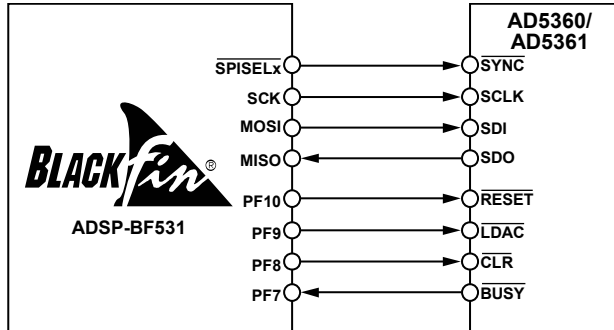 AD5360/
AD5361
SPISELx
SYNC
SCK
SCLK
MOSI
SDI
MISO
SDO
BLACKfin®
PF10
RESET
ADSP-BF531
PF9
LDAC
PF8
CLR
PF7
BUSY